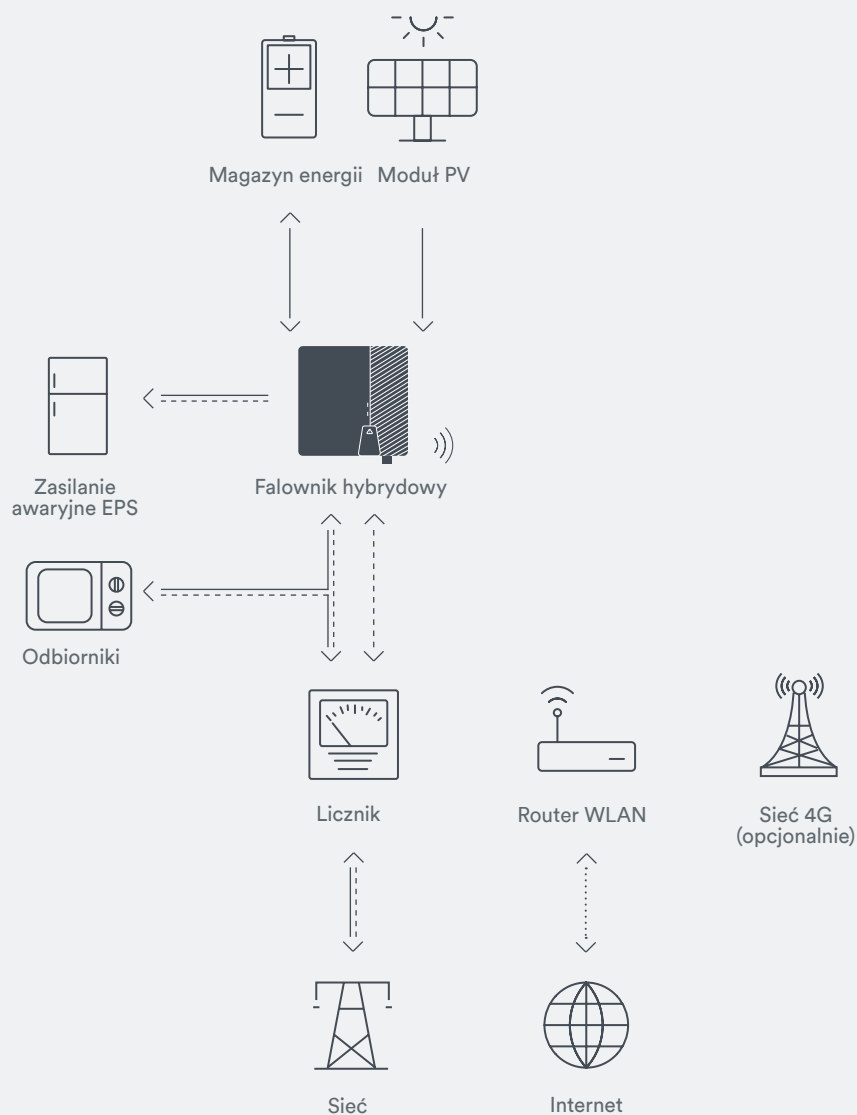 Magazyn energii
Moduł PV
Zasilanie
awaryjne EPS
Falownik hybrydowy
Odbiorniki
Licznik
Router WLAN
Sieć 4G
(opcjonalnie)
Sieć
Internet